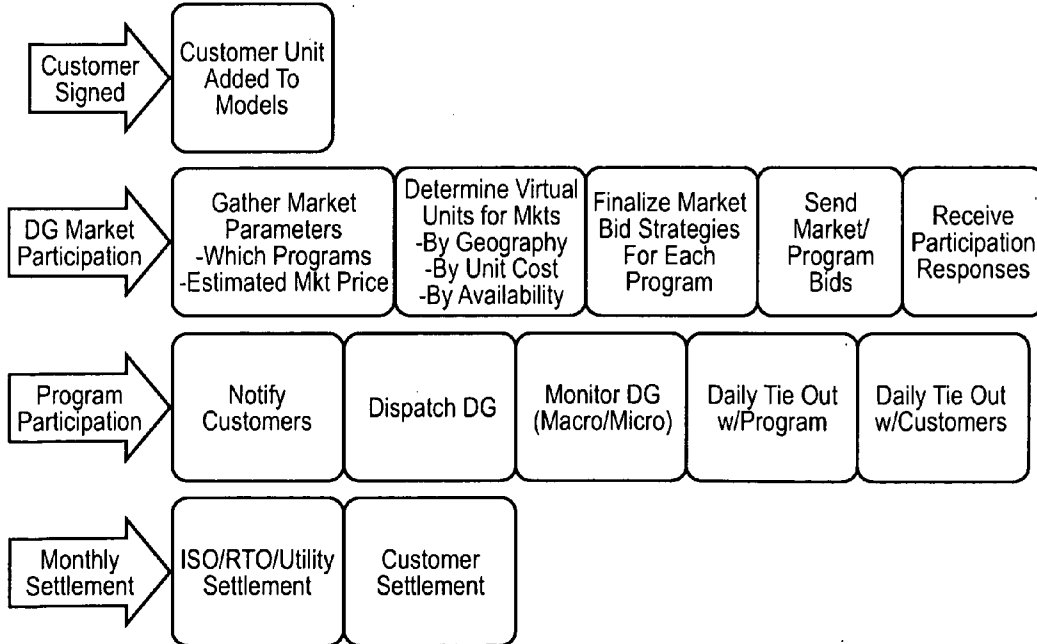 Customer
Signed
Customer Unit
Added To
Models
DG Market
Participation
Gather Market
Parameters
-Which Programs
-Estimated Mkt Price
Determine Virtual
Units for Mkts
-By Geography
-By Unit Cost
-By Availability
Finalize Market
Bid Strategies
For Each
Program
Send
Market/
Program
Bids
Receive
Participation
Responses
Program
Participation
Notify
Customers
Dispatch DG
Monitor DG
(Macro/Micro)
Daily Tie Out
w/Program
Daily Tie Out
w/Customers
Monthly
Settlement
ISO/RTO/Utility
Settlement
Customer
Settlement